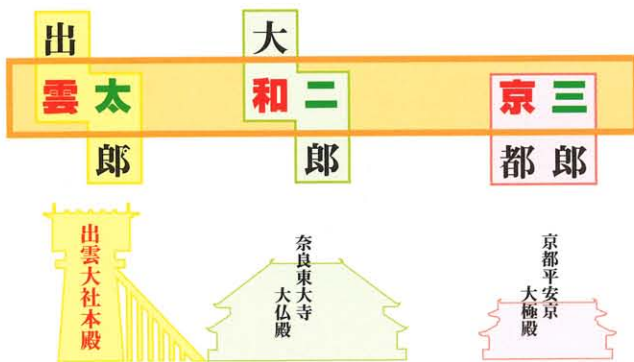 出雲
太郎
大和
二郎
京都
三郎
出雲大社本殿
奈良東大寺
大仏殿
京都平安京
大極殿